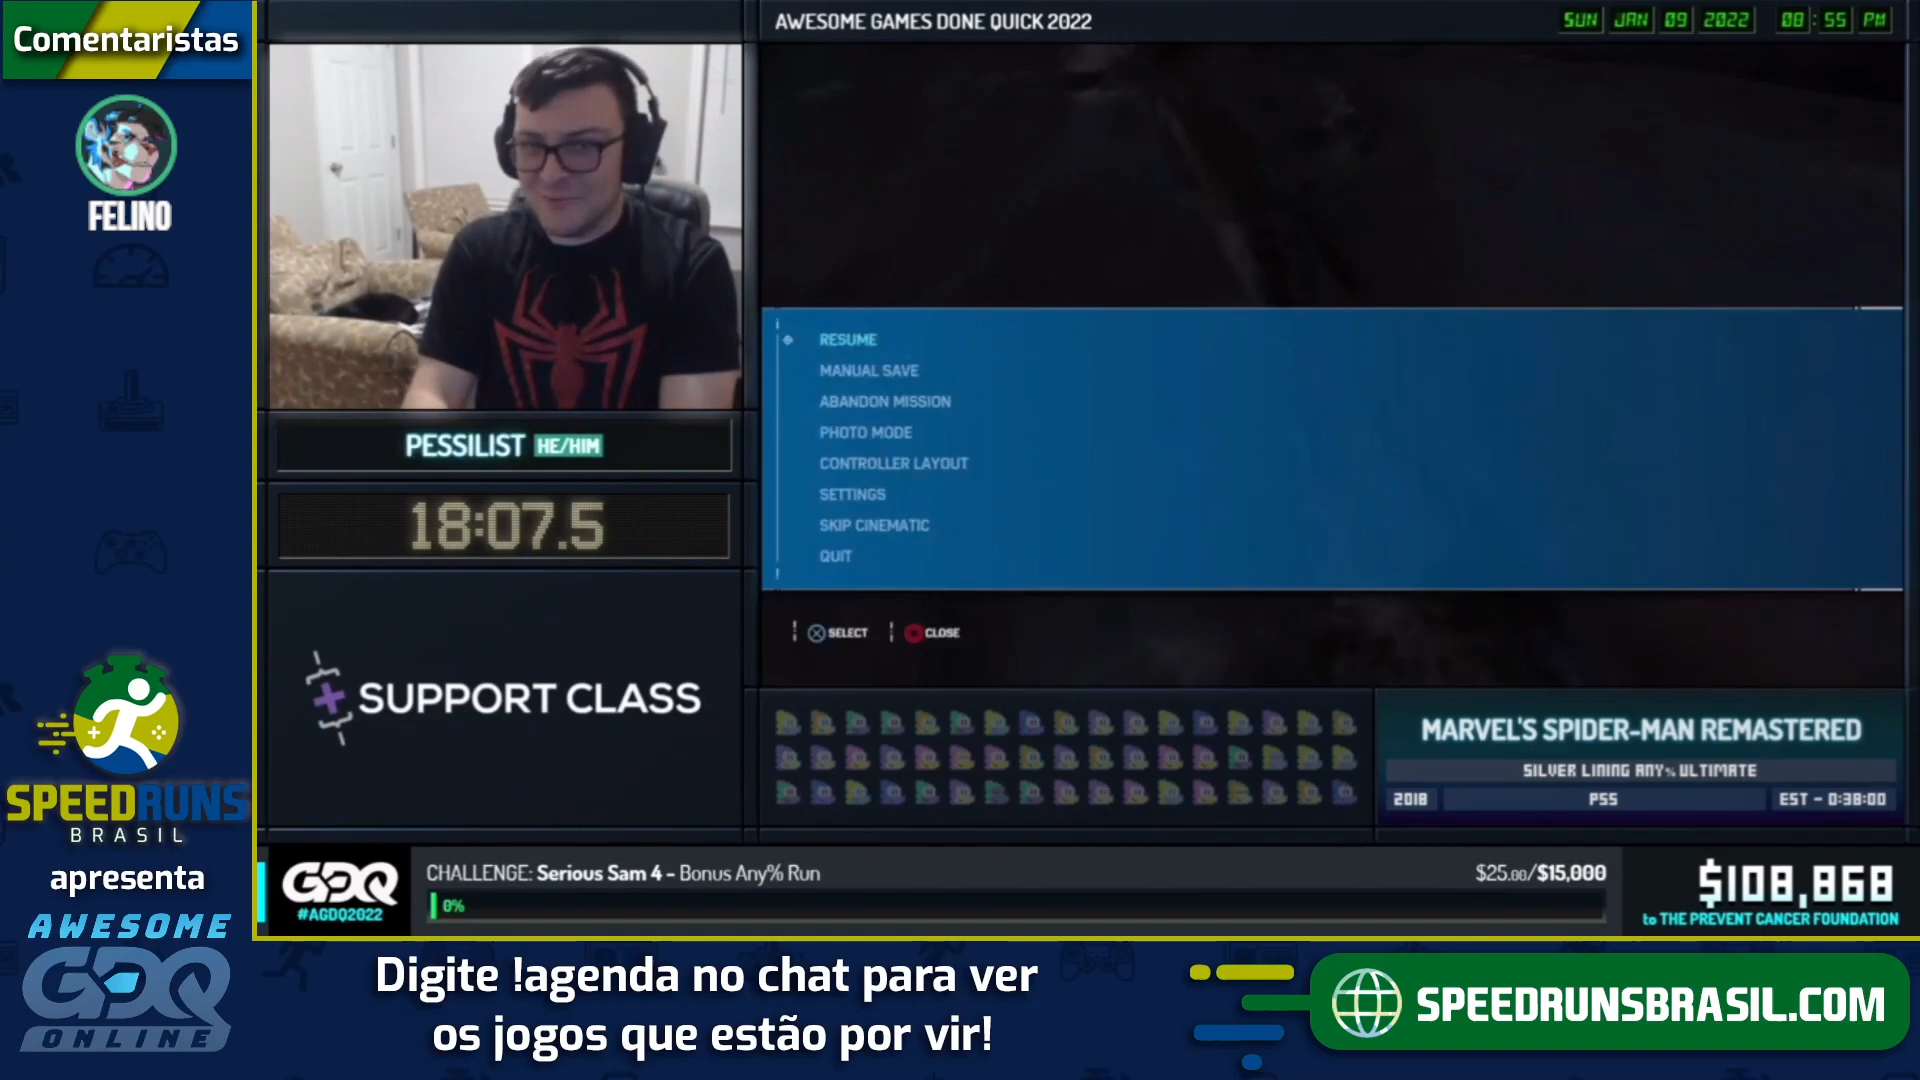 Comentaristas
FELINO
SPEEDRUNS
BRASIL
apresenta
AWESOME
GDQ
ONLINE
AWESOME GAMES DONE QUICK 2022
SUN JAN 09 2022 08:55 PM
PESSILIST HE/HIM
18:07.5
SUPPORT CLASS
RESUME
MANUAL SAVE
ABANDON MISSION
PHOTO MODE
CONTROLLER LAYOUT
SETTINGS
SKIP CINEMATIC
QUIT
SELECT CLOSE
MARVEL'S SPIDER-MAN REMASTERED
SILVER LINING ANY% ULTIMATE
2018 PS5 EST - 0:38:00
GDQ
#AGDQ2022
CHALLENGE: Serious Sam 4 - Bonus Any% Run
$25.00/$15,000
0%
$108,868
to THE PREVENT CANCER FOUNDATION
Digite !agenda no chat para ver
os jogos que estão por vir!
SPEEDRUNSBRASIL.COM